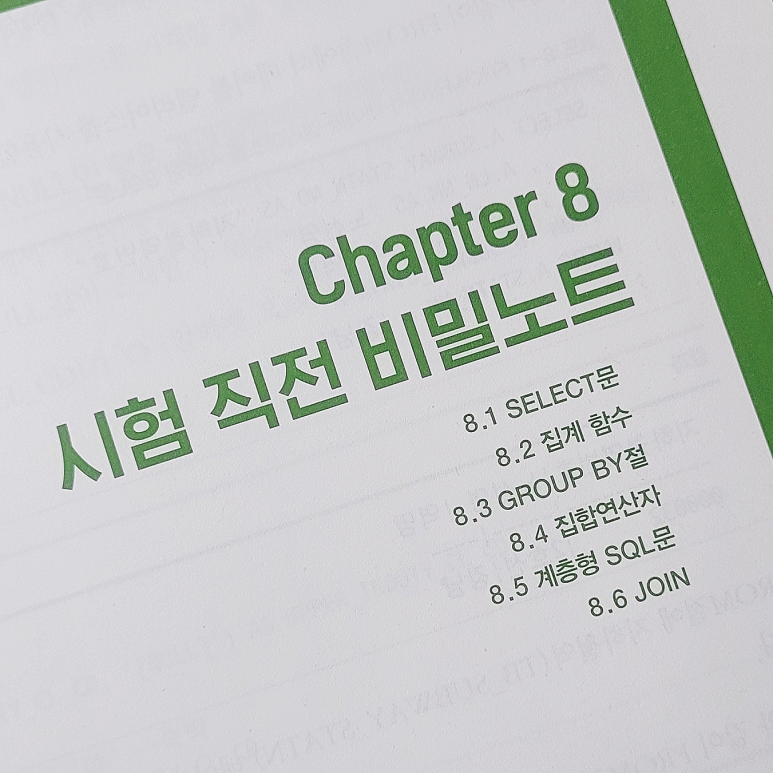 Chapter 8
시험 직전 비밀노트
8.1 SELECT문
8.2 집계 함수
8.3 GROUP BY절
8.4 집합연산자
8.5 계층형 SQL문
8.6 JOIN